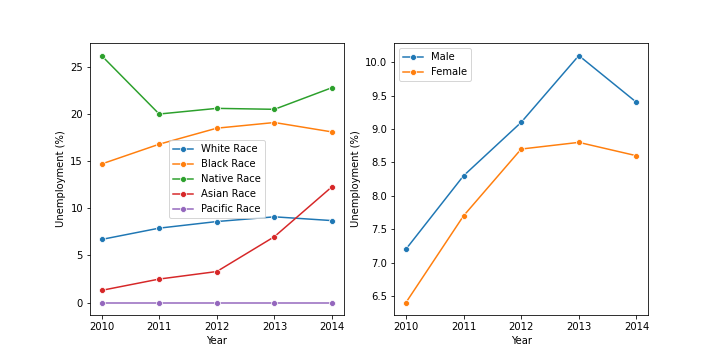 25
20
15
10
5
0
Unemployment (%)
White Race
Black Race
Native Race
Asian Race
Pacific Race
2010 2011 2012 2013 2014
Year
10.0
9.5
9.0
8.5
8.0
7.5
7.0
6.5
Unemployment (%)
Male
Female
2010 2011 2012 2013 2014
Year